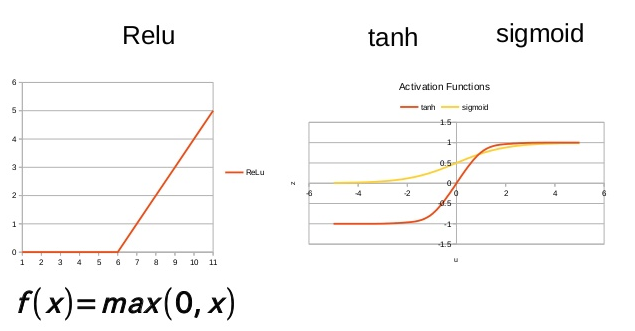 Relu
tanh
sigmoid
6
5
4
3
2
1
0
1 2 3 4 5 6 7 8 9 10 11
ReLu
Activation Functions
tanh sigmoid
1.5
1
0.5
0
-0.5
-1
-1.5
-6 -4 -2 0 2 4 6
z
u
f(x)=max(0,x)